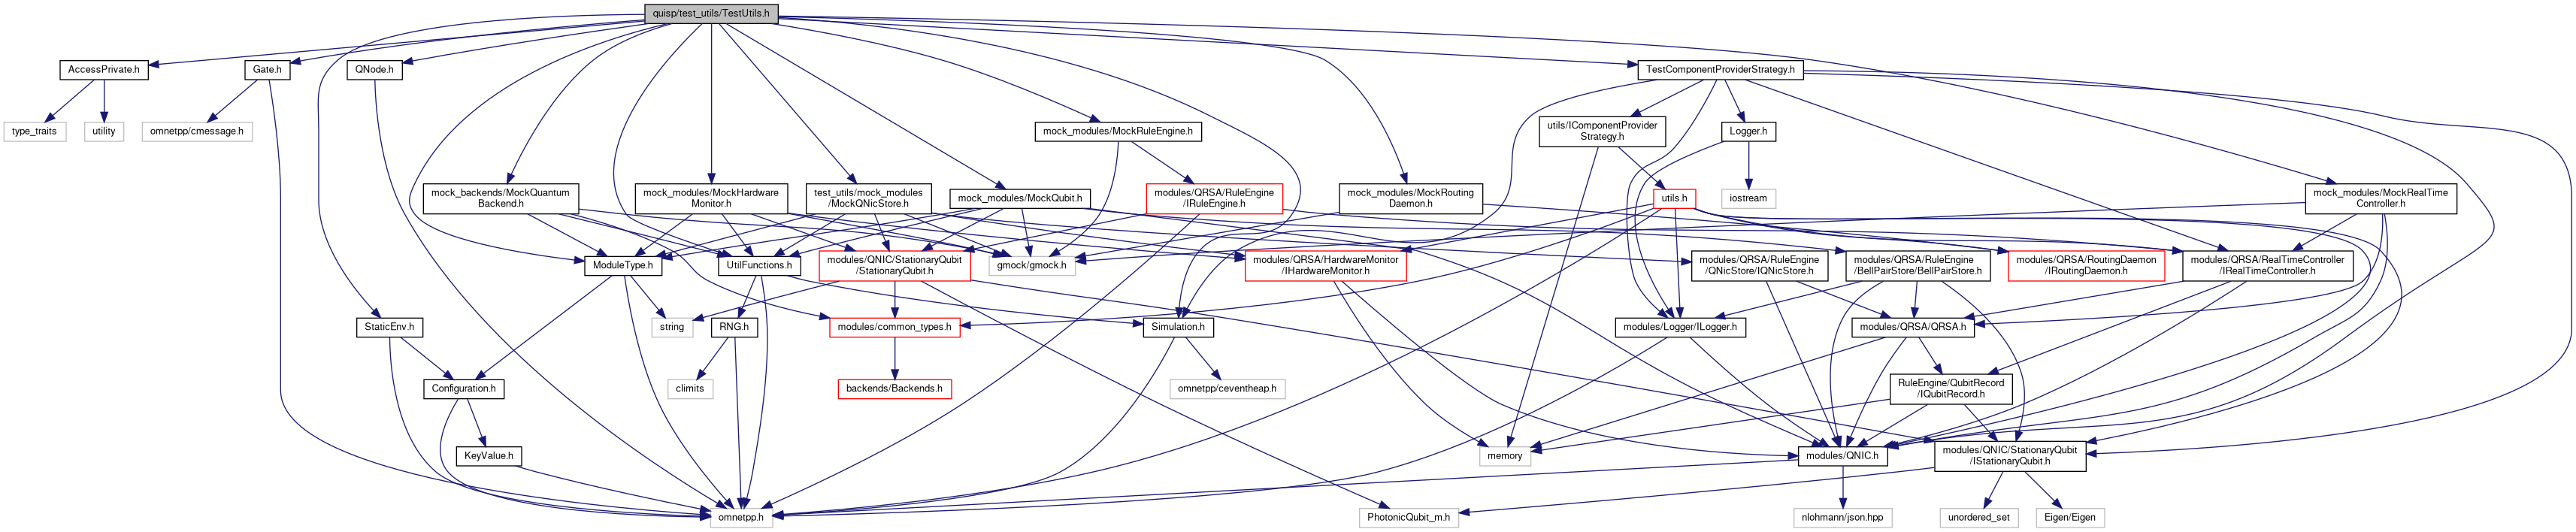 quisp/test_utils/TestUtils.h
AccessPrivate.h
Gate.h
QNode.h
TestComponentProviderStrategy.h
type_traits
utility
omnetpp/cmessage.h
mock_modules/MockRuleEngine.h
utils/IComponentProvider
Strategy.h
Logger.h
mock_backends/MockQuantum
Backend.h
mock_modules/MockHardware
Monitor.h
test_utils/mock_modules
/MockQNicStore.h
mock_modules/MockQubit.h
modules/QRSA/RuleEngine
/IRuleEngine.h
mock_modules/MockRouting
Daemon.h
utils.h
iostream
mock_modules/MockRealTime
Controller.h
ModuleType.h
UtilFunctions.h
modules/QNIC/StationaryQubit
/StationaryQubit.h
gmock/gmock.h
modules/QRSA/HardwareMonitor
/IHardwareMonitor.h
modules/QRSA/RuleEngine
/QNicStore/IQNicStore.h
modules/QRSA/RuleEngine
/BellPairStore/BellPairStore.h
modules/QRSA/RoutingDaemon
/IRoutingDaemon.h
modules/QRSA/RealTimeController
/IRealTimeController.h
StaticEnv.h
string
RNG.h
modules/common_types.h
Simulation.h
modules/Logger/ILogger.h
modules/QRSA/QRSA.h
Configuration.h
climits
backends/Backends.h
omnetpp/ceventheap.h
RuleEngine/QubitRecord
/IQubitRecord.h
KeyValue.h
memory
modules/QNIC.h
modules/QNIC/StationaryQubit
/IStationaryQubit.h
omnetpp.h
PhotonicQubit_m.h
nlohmann/json.hpp
unordered_set
Eigen/Eigen